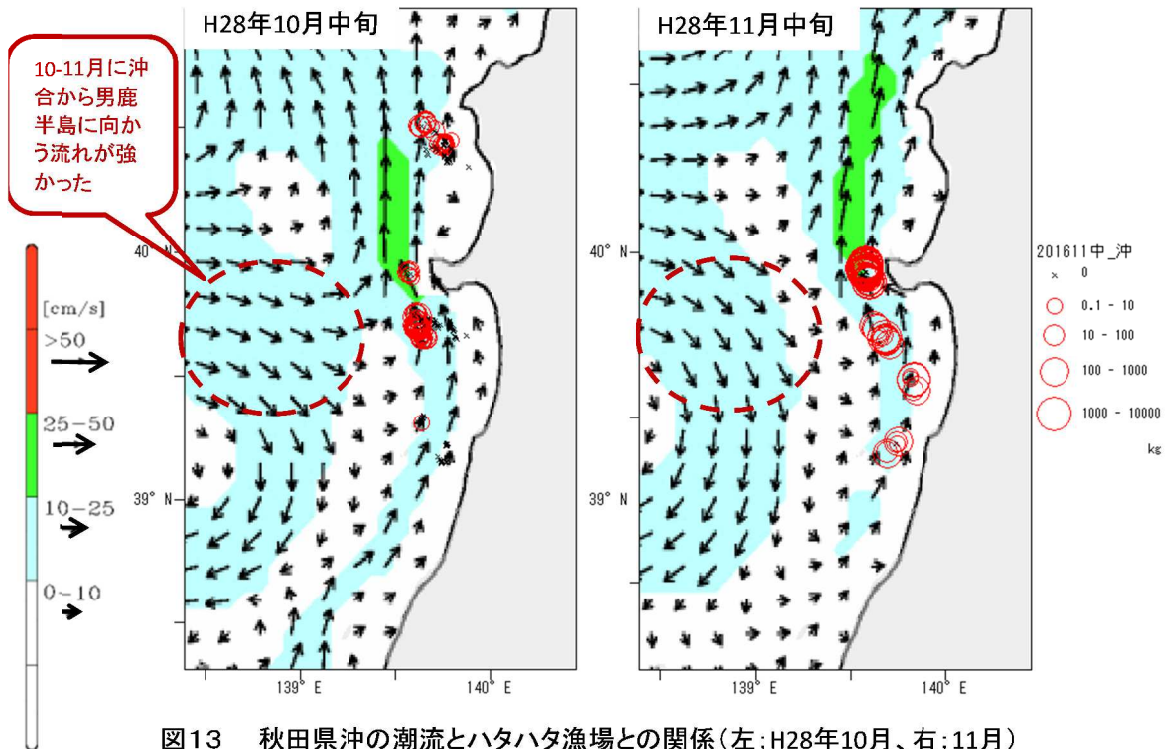 H28年10月中旬
H28年11月中旬
10-11月に沖
合から男鹿
半島に向か
う流れが強
かった
[cm/s]
>50
25-50
10-25
0~10
40° N
39° N
139° E
140° E
40° N
39° N
139° E
140° E
201611中_沖
0
0.1 - 10
10 - 100
100 - 1000
1000 - 10000
kg
図13 秋田県沖の潮流とハタハタ漁場との関係(左:H28年10月、右:11月)